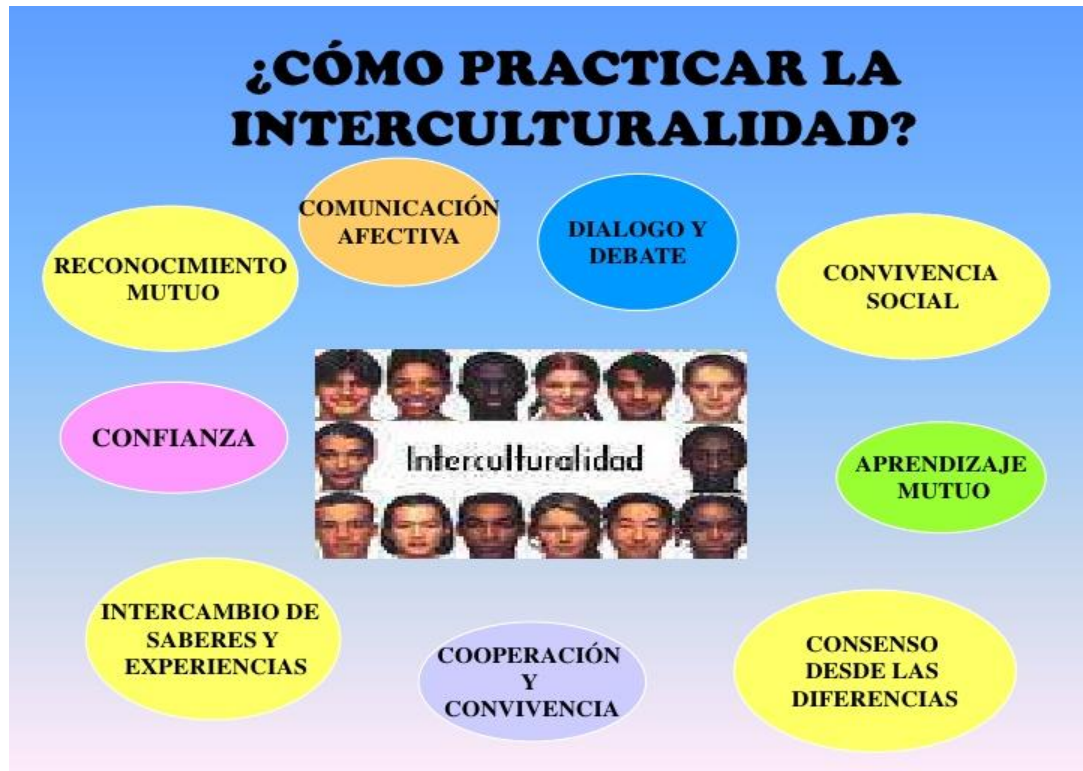 ¿CÓMO PRACTICAR LA
INTERCULTURALIDAD?
COMUNICACIÓN
AFECTIVA
DIALOGO Y
DEBATE
RECONOCIMIENTO
MUTUO
CONVIVENCIA
SOCIAL
CONFIANZA
Interculturalidad
APRENDIZAJE
MUTUO
INTERCAMBIO DE
SABERES Y
EXPERIENCIAS
COOPERACIÓN
Y
CONVIVENCIA
CONSENSO
DESDE LAS
DIFERENCIAS